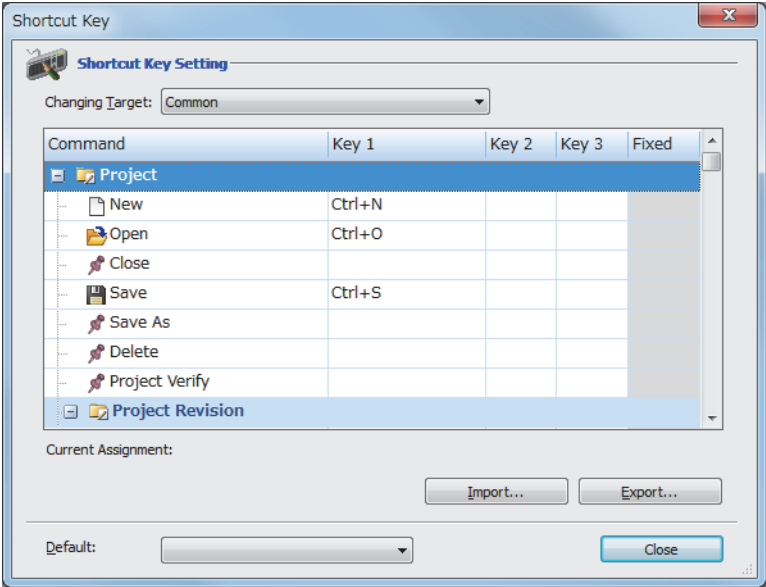 Shortcut Key
Shortcut Key Setting
Changing Target: Common
Command Key 1 Key 2 Key 3 Fixed
Project
New Ctrl+N
Open Ctrl+O
Close
Save Ctrl+S
Save As
Delete
Project Verify
Project Revision
Current Assignment:
Import... Export...
Default: Close